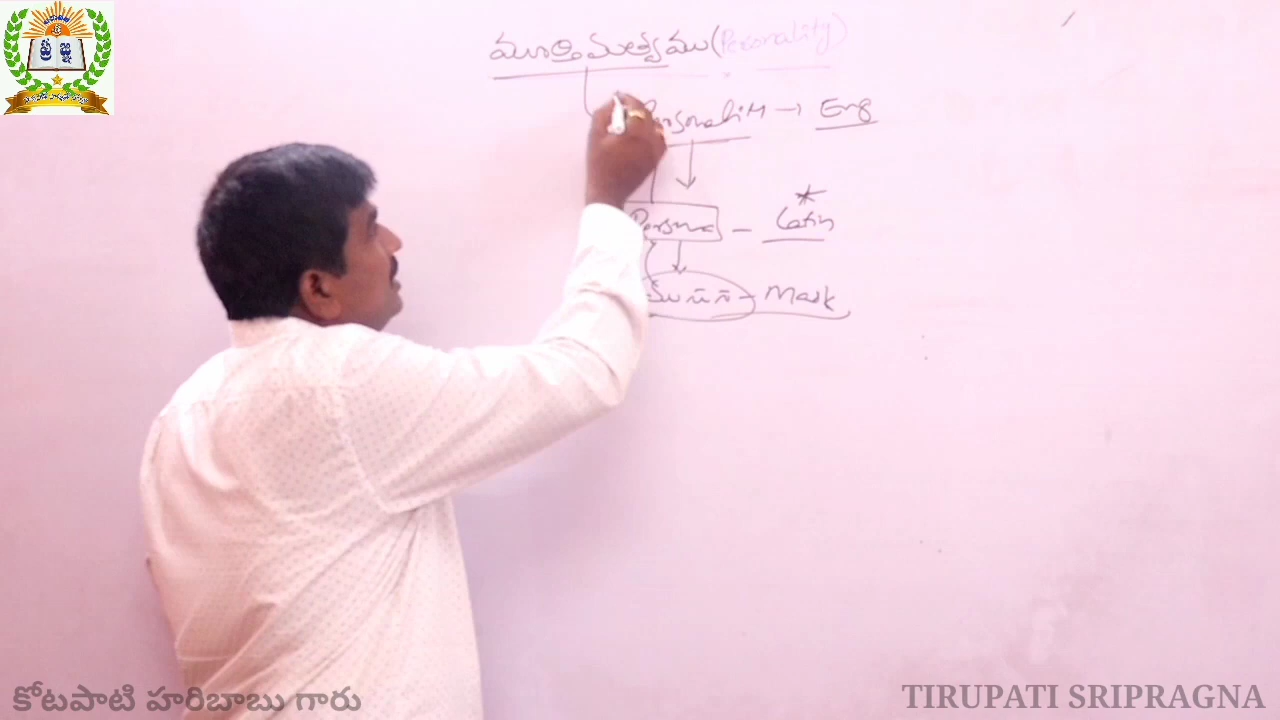 మూర్తిమత్వము (Personality)
Personality → Eng
Persona - Latin
ముసుగు - Mask
కోటపాటి హరిబాబు గారు
TIRUPATI SRIPRAGNA